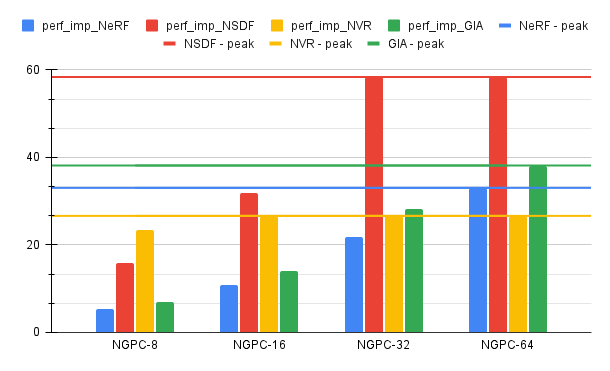 perf_imp_NeRF perf_imp_NSDF perf_imp_NVR perf_imp_GIA NeRF - peak
NSDF - peak NVR - peak GIA - peak
60
40
20
0
NGPC-8 NGPC-16 NGPC-32 NGPC-64